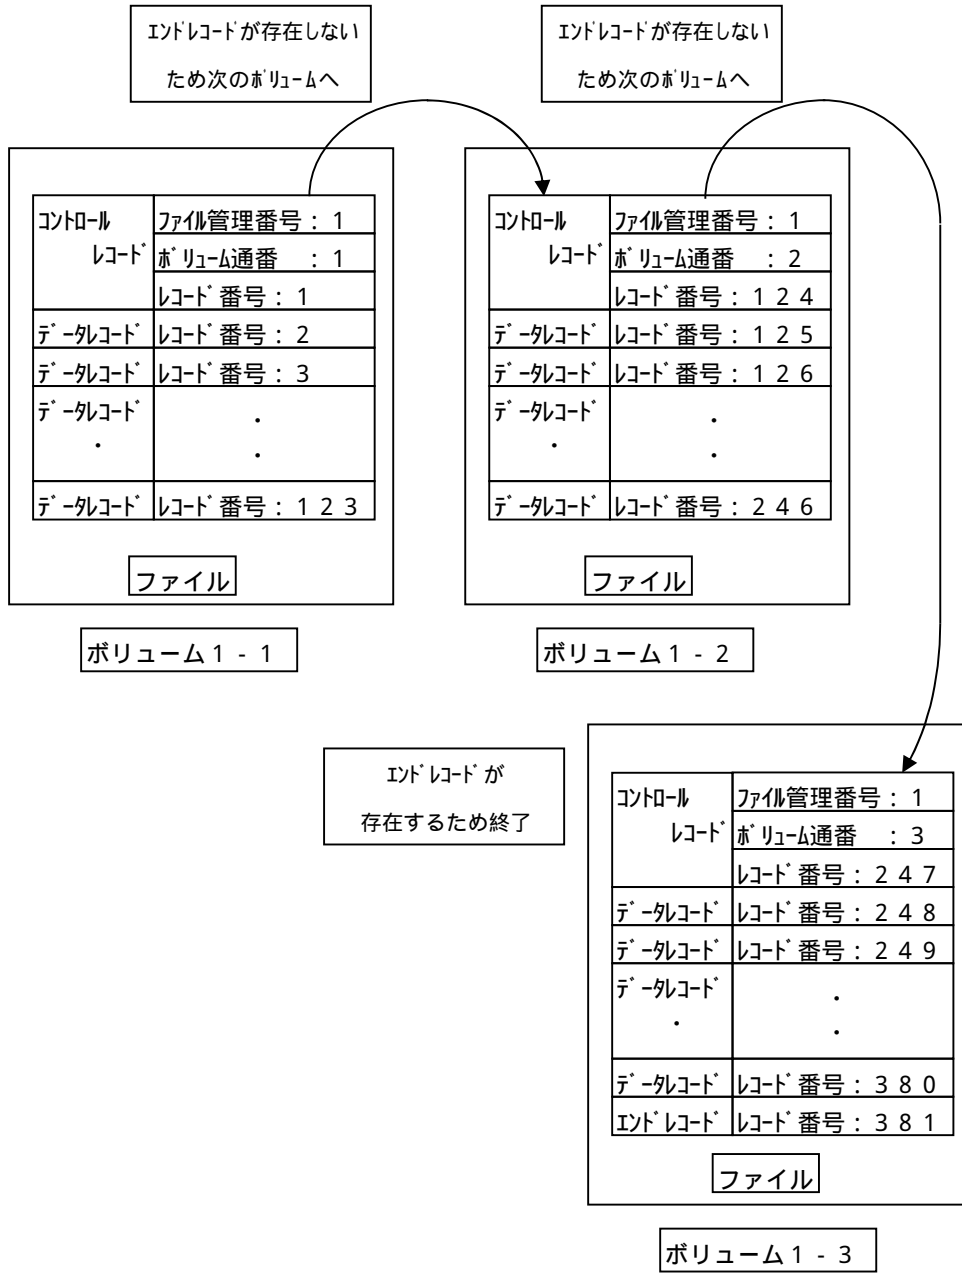 ｴﾝﾄﾞﾚｺｰﾄﾞが存在しない
ため次のﾎﾞﾘｭｰﾑへ
ｴﾝﾄﾞﾚｺｰﾄﾞが存在しない
ため次のﾎﾞﾘｭｰﾑへ
ｺﾝﾄﾛｰﾙ
ﾚｺｰﾄﾞ
ﾌｧｲﾙ管理番号：１
ﾎﾞﾘｭｰﾑ通番　：１
ﾚｺｰﾄﾞ番号：１
ﾃﾞｰﾀﾚｺｰﾄﾞ ﾚｺｰﾄﾞ番号：２
ﾃﾞｰﾀﾚｺｰﾄﾞ ﾚｺｰﾄﾞ番号：３
ﾃﾞｰﾀﾚｺｰﾄﾞ ・
・ ・
ﾃﾞｰﾀﾚｺｰﾄﾞ ﾚｺｰﾄﾞ番号：１２３
ファイル
ボリューム１‐１
ｺﾝﾄﾛｰﾙ
ﾚｺｰﾄﾞ
ﾌｧｲﾙ管理番号：１
ﾎﾞﾘｭｰﾑ通番　：２
ﾚｺｰﾄﾞ番号：１２４
ﾃﾞｰﾀﾚｺｰﾄﾞ ﾚｺｰﾄﾞ番号：１２５
ﾃﾞｰﾀﾚｺｰﾄﾞ ﾚｺｰﾄﾞ番号：１２６
ﾃﾞｰﾀﾚｺｰﾄﾞ ・
・ ・
ﾃﾞｰﾀﾚｺｰﾄﾞ ﾚｺｰﾄﾞ番号：２４６
ファイル
ボリューム１‐２
ｴﾝﾄﾞﾚｺｰﾄﾞが
存在するため終了
ｺﾝﾄﾛｰﾙ
ﾚｺｰﾄﾞ
ﾌｧｲﾙ管理番号：１
ﾎﾞﾘｭｰﾑ通番　：３
ﾚｺｰﾄﾞ番号：２４７
ﾃﾞｰﾀﾚｺｰﾄﾞ ﾚｺｰﾄﾞ番号：２４８
ﾃﾞｰﾀﾚｺｰﾄﾞ ﾚｺｰﾄﾞ番号：２４９
ﾃﾞｰﾀﾚｺｰﾄﾞ ・
・ ・
ﾃﾞｰﾀﾚｺｰﾄﾞ ﾚｺｰﾄﾞ番号：３８０
ｴﾝﾄﾞﾚｺｰﾄﾞ ﾚｺｰﾄﾞ番号：３８１
ファイル
ボリューム１‐３